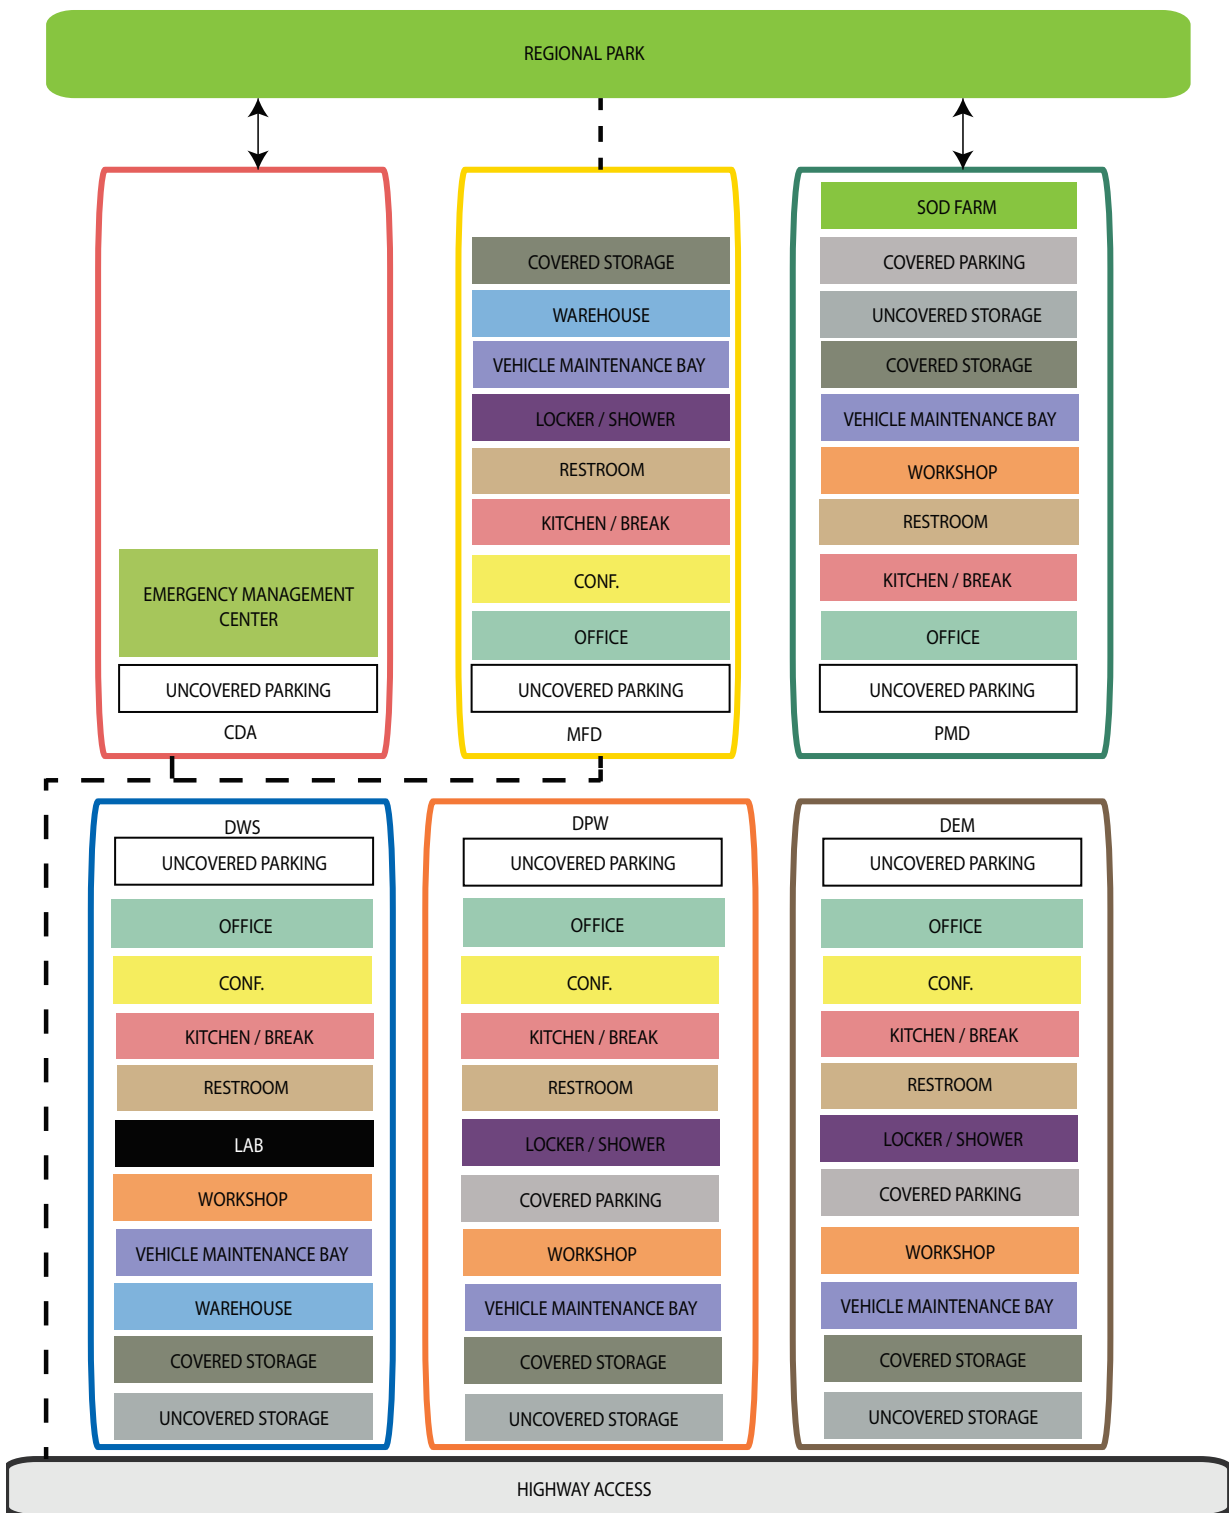 REGIONAL PARK
EMERGENCY MANAGEMENT
CENTER
UNCOVERED PARKING
CDA
COVERED STORAGE
WAREHOUSE
VEHICLE MAINTENANCE BAY
LOCKER / SHOWER
RESTROOM
KITCHEN / BREAK
CONF.
OFFICE
UNCOVERED PARKING
MFD
SOD FARM
COVERED PARKING
UNCOVERED STORAGE
COVERED STORAGE
VEHICLE MAINTENANCE BAY
WORKSHOP
RESTROOM
KITCHEN / BREAK
OFFICE
UNCOVERED PARKING
PMD
DWS
UNCOVERED PARKING
OFFICE
CONF.
KITCHEN / BREAK
RESTROOM
LAB
WORKSHOP
VEHICLE MAINTENANCE BAY
WAREHOUSE
COVERED STORAGE
UNCOVERED STORAGE
DPW
UNCOVERED PARKING
OFFICE
CONF.
KITCHEN / BREAK
RESTROOM
LOCKER / SHOWER
COVERED PARKING
WORKSHOP
VEHICLE MAINTENANCE BAY
COVERED STORAGE
UNCOVERED STORAGE
DEM
UNCOVERED PARKING
OFFICE
CONF.
KITCHEN / BREAK
RESTROOM
LOCKER / SHOWER
COVERED PARKING
WORKSHOP
VEHICLE MAINTENANCE BAY
COVERED STORAGE
UNCOVERED STORAGE
HIGHWAY ACCESS